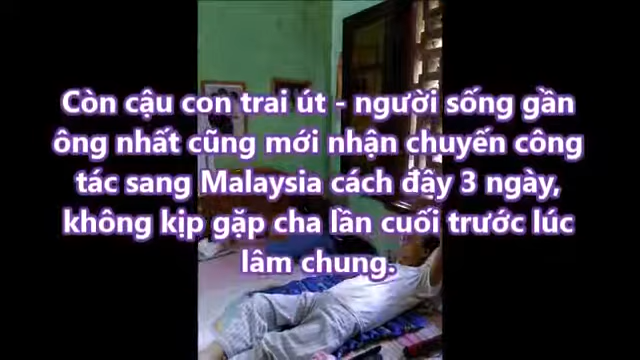 Còn cậu con trai út - người sống gần
ông nhất cũng mới nhận chuyến công
tác sang Malaysia cách đây 3 ngày,
không kịp gặp cha lần cuối trước lúc
lâm chung.